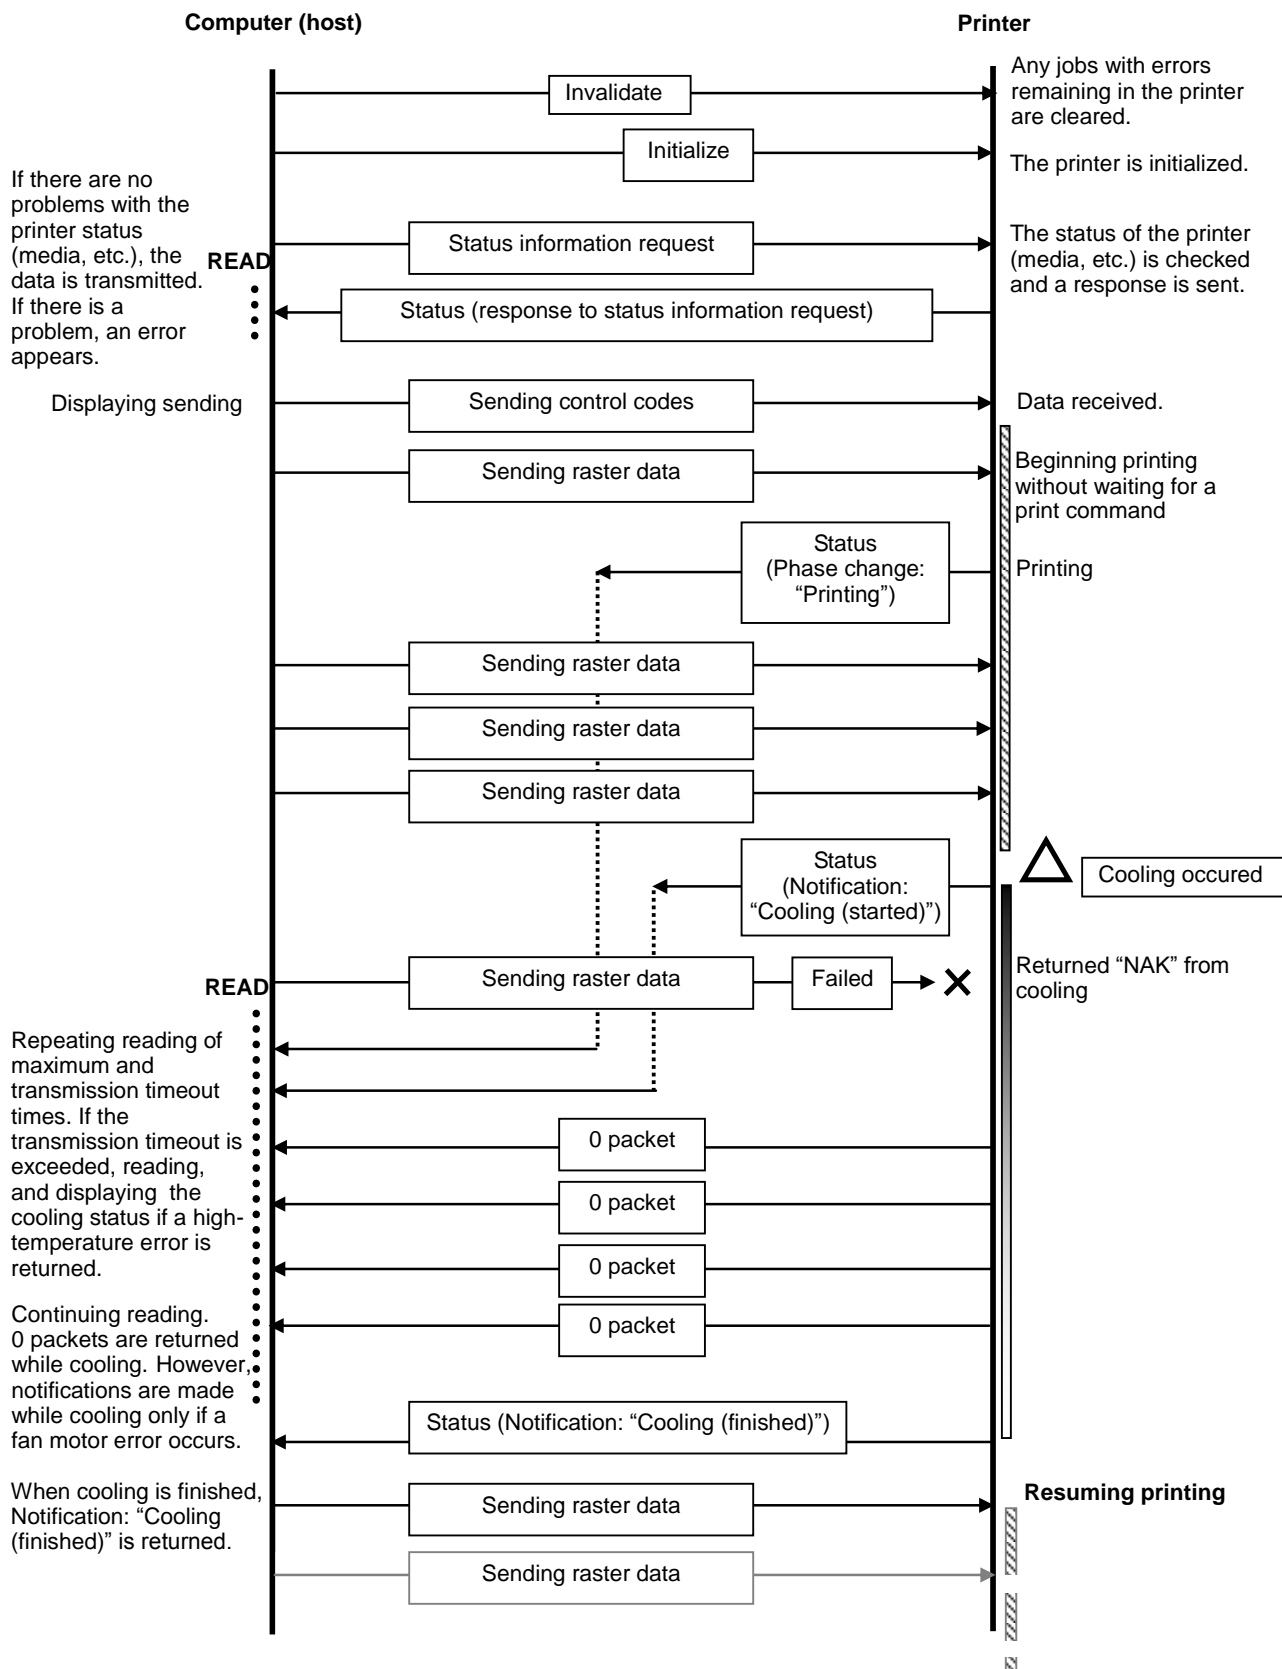 Computer (host)
Printer
Invalidate
Any jobs with errors
remaining in the printer
are cleared.
Initialize
The printer is initialized.
If there are no
problems with the
printer status
(media, etc.), the
data is transmitted.
If there is a
problem, an error
appears.
READ
Status information request
The status of the printer
(media, etc.) is checked
and a response is sent.
Status (response to status information request)
Displaying sending
Sending control codes
Data received.
Sending raster data
Beginning printing
without waiting for a
print command
Status
(Phase change:
“Printing”)
Printing
Sending raster data
Sending raster data
Sending raster data
Status
(Notification:
“Cooling (started)”)
Cooling occured
READ
Sending raster data
Failed
Returned “NAK” from
cooling
Repeating reading of
maximum and
transmission timeout
times. If the
transmission timeout is
exceeded, reading,
and displaying the
cooling status if a high-
temperature error is
returned.
0 packet
0 packet
0 packet
0 packet
Continuing reading.
0 packets are returned
while cooling. However,
notifications are made
while cooling only if a
fan motor error occurs.
Status (Notification: “Cooling (finished)”)
When cooling is finished,
Notification: “Cooling
(finished)” is returned.
Sending raster data
Resuming printing
Sending raster data